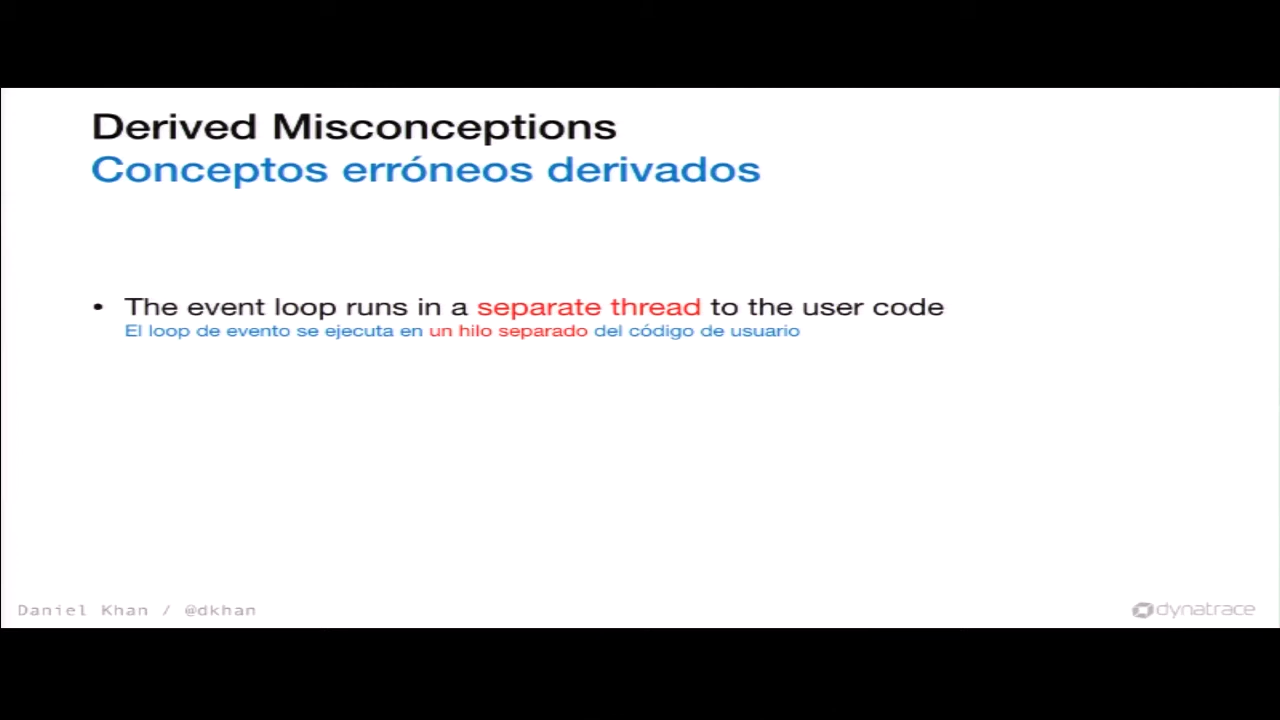 Derived Misconceptions
Conceptos erróneos derivados
• The event loop runs in a separate thread to the user code
El loop de evento se ejecuta en un hilo separado del código de usuario
Daniel Khan / @dkhan
dynatrace